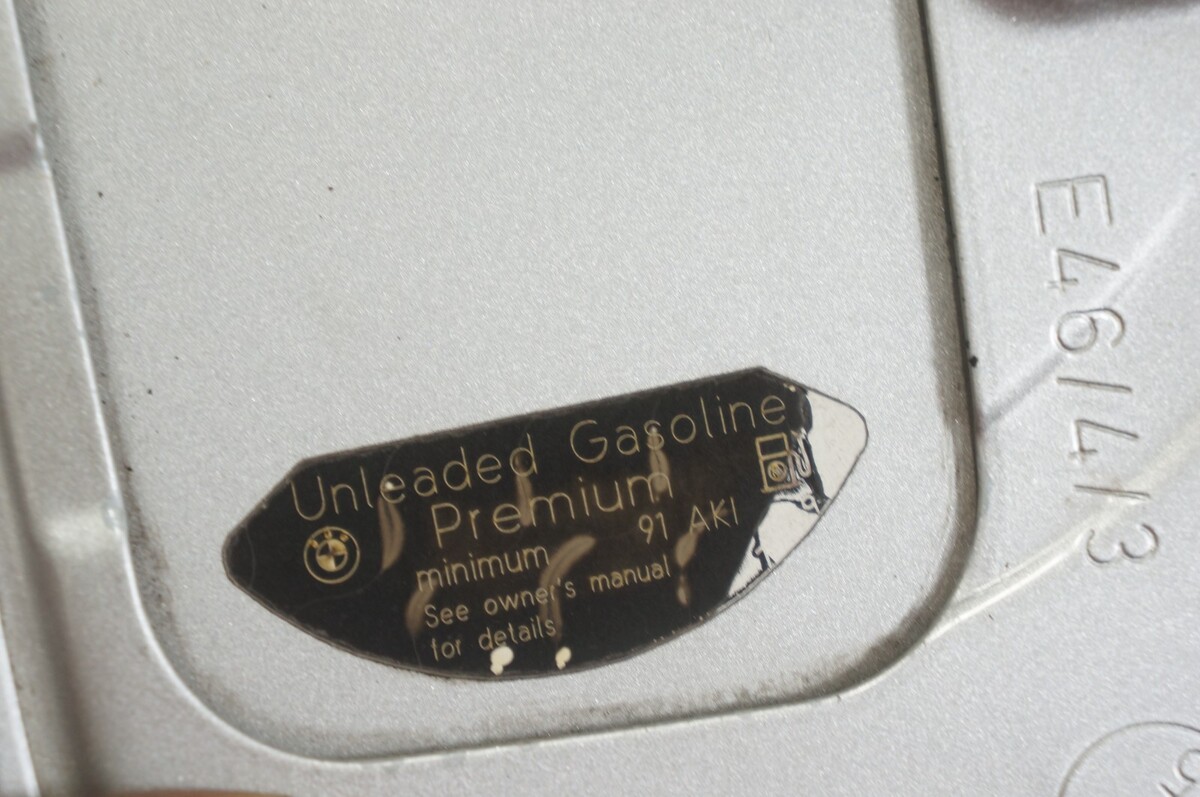 Unleaded Gasoline
Premium
minimum 91 AKI
See owner's manual
for details
E46/4/3